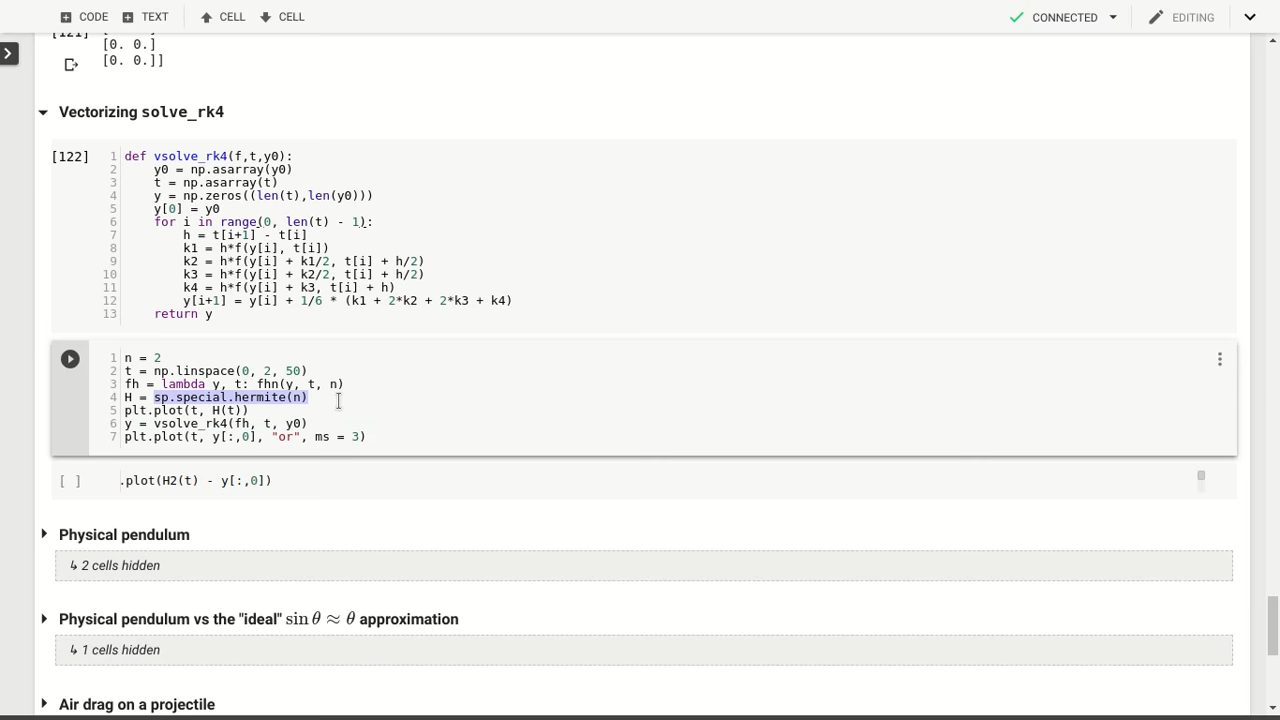 CODE TEXT CELL CELL CONNECTED EDITING
[121]
[0. 0.]
[0. 0.]]
Vectorizing solve_rk4
[122] 1 def vsolve_rk4(f,t,y0):
2 y0 = np.asarray(y0)
3 t = np.asarray(t)
4 y = np.zeros((len(t),len(y0)))
5 y[0] = y0
6 for i in range(0, len(t) - 1):
7 h = t[i+1] - t[i]
8 k1 = h*f(y[i], t[i])
9 k2 = h*f(y[i] + k1/2, t[i] + h/2)
10 k3 = h*f(y[i] + k2/2, t[i] + h/2)
11 k4 = h*f(y[i] + k3, t[i] + h)
12 y[i+1] = y[i] + 1/6 * (k1 + 2*k2 + 2*k3 + k4)
13 return y
1 n = 2
2 t = np.linspace(0, 2, 50)
3 fh = lambda y, t: fhn(y, t, n)
4 H = sp.special.hermite(n)
5 plt.plot(t, H(t))
6 y = vsolve_rk4(fh, t, y0)
7 plt.plot(t, y[:,0], "or", ms = 3)
[ ] .plot(H2(t) - y[:,0])
Physical pendulum
↳ 2 cells hidden
Physical pendulum vs the "ideal" sin θ ≈ θ approximation
↳ 1 cells hidden
Air drag on a projectile